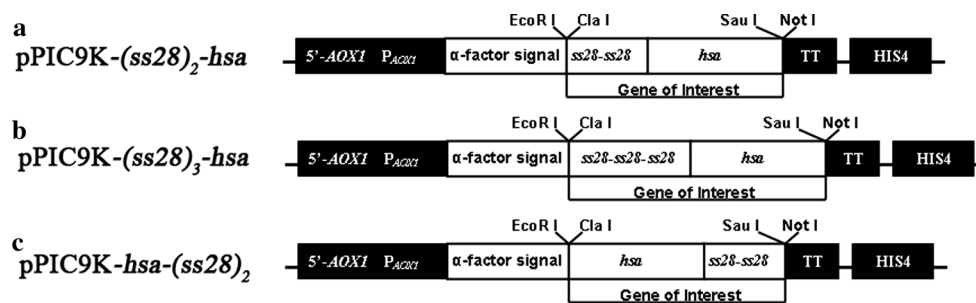 a
EcoR I Cla I Sau I Not I
pPIC9K-(ss28)2-hsa
5'-AOX1 PAOX1 α-factor signal ss28-ss28 hsa TT HIS4
Gene of Interest
b
EcoR I Cla I Sau I Not I
pPIC9K-(ss28)3-hsa
5'-AOX1 PAOX1 α-factor signal ss28-ss28-ss28 hsa TT HIS4
Gene of Interest
c
EcoR I Cla I Sau I Not I
pPIC9K-hsa-(ss28)2
5'-AOX1 PAOX1 α-factor signal hsa ss28-ss28 TT HIS4
Gene of Interest